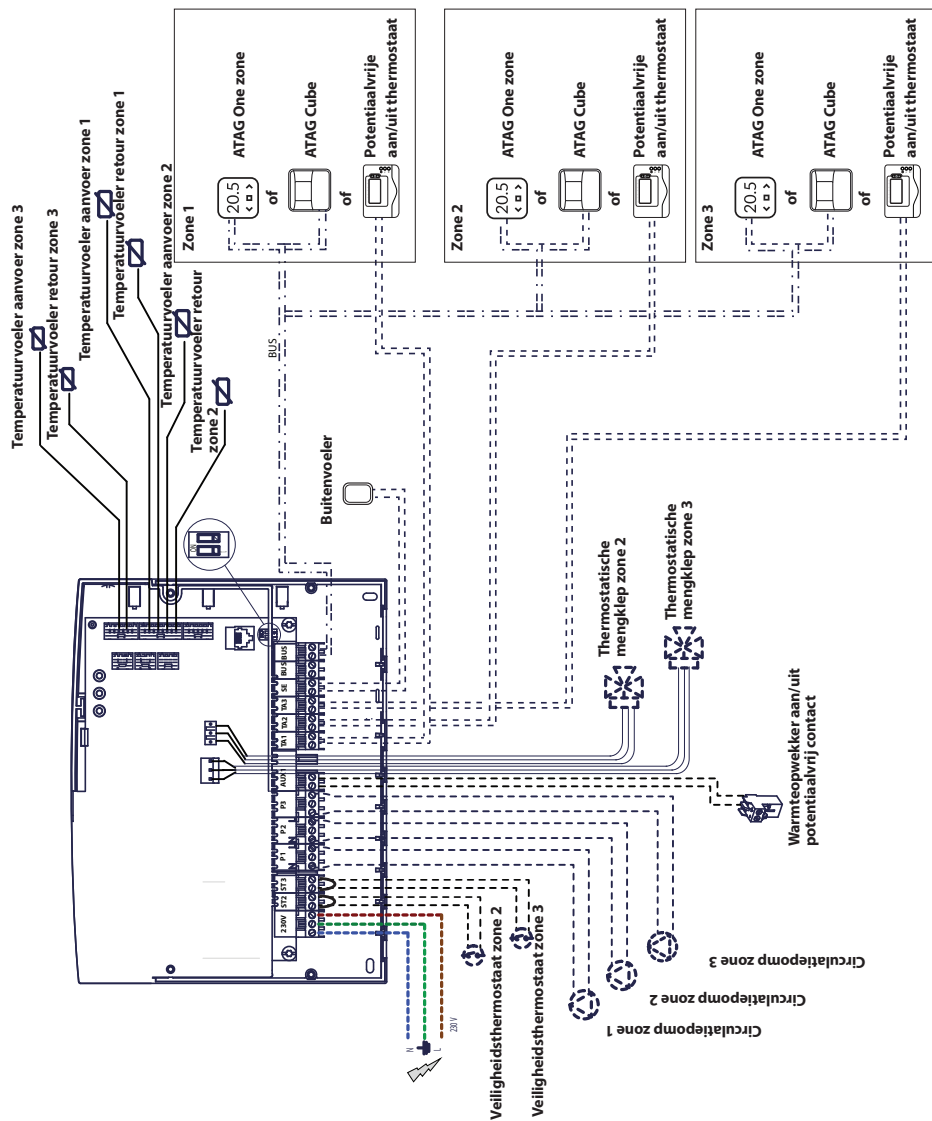 Temperatuurvoeler aanvoer zone 3
Temperatuurvoeler retour zone 3
Temperatuurvoeler aanvoer zone 1
Temperatuurvoeler retour zone 1
Temperatuurvoeler aanvoer zone 2
Temperatuurvoeler retour
zone 2
Zone 1
ATAG One zone
20.5
of
ATAG Cube
of
Potentiaalvrije
aan/uit thermostaat
Zone 2
ATAG One zone
20.5
of
ATAG Cube
of
Potentiaalvrije
aan/uit thermostaat
Zone 3
ATAG One zone
20.5
of
ATAG Cube
of
Potentiaalvrije
aan/uit thermostaat
BUS
Buitenvoeler
ON
230V
ST2
ST3
P1
P2
P3
AUX1
TA1
TA2
TA3
SE
BUS
BUS
N
L
N
N
L
230 V
Thermostatische
mengklep zone 2
Thermostatische
mengklep zone 3
Warmteopwekker aan/uit
potentiaalvrij contact
Veiligheidsthermostaat zone 2
Veiligheidsthermostaat zone 3
Circulatiepomp zone 1
Circulatiepomp zone 2
Circulatiepomp zone 3